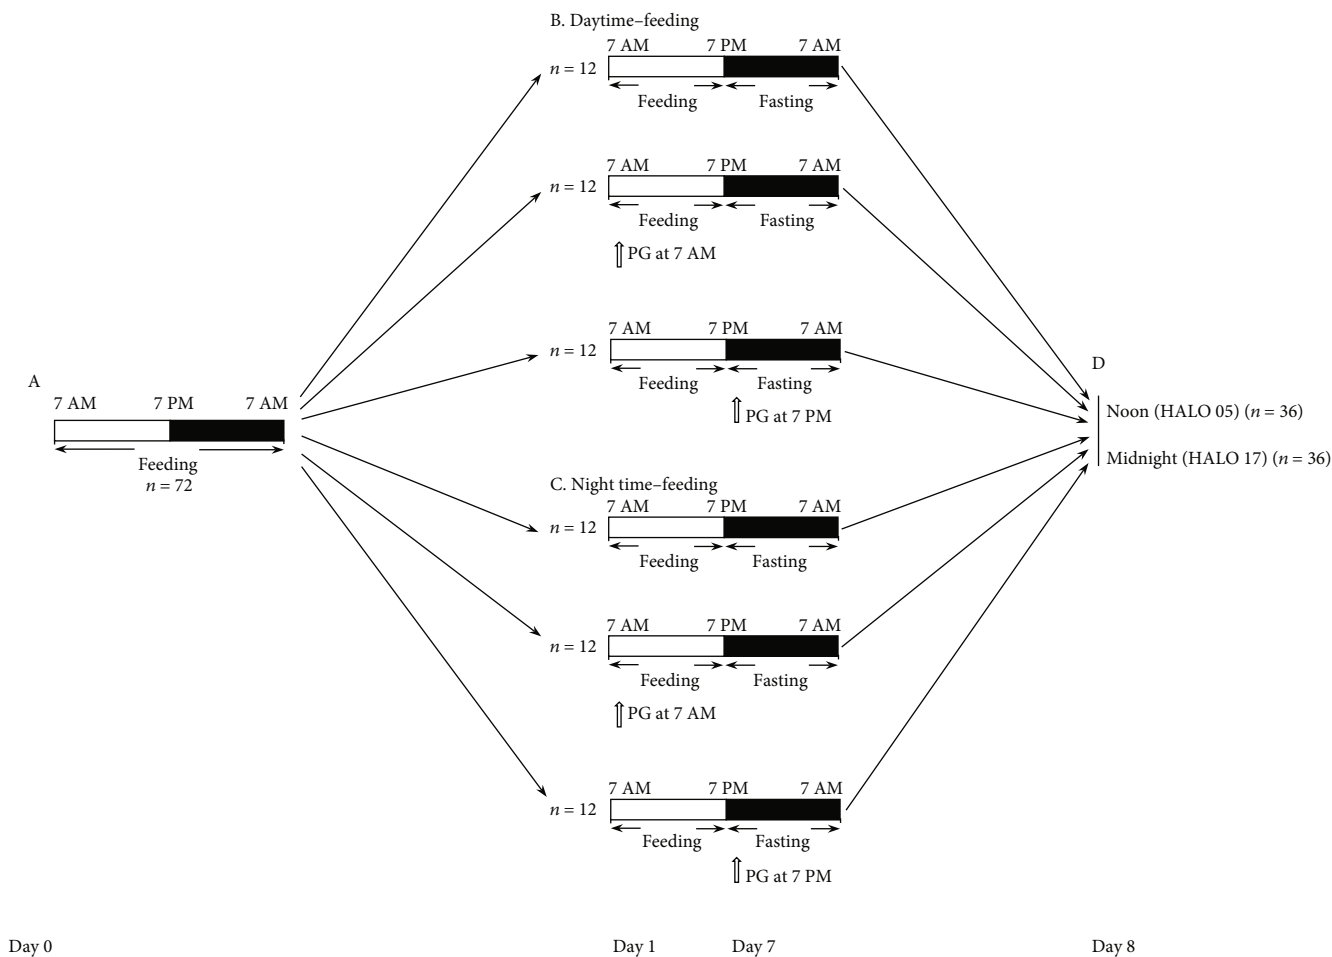 B. Daytime–feeding
7 AM 7 PM 7 AM
n = 12
Feeding Fasting
7 AM 7 PM 7 AM
n = 12
Feeding Fasting
PG at 7 AM
7 AM 7 PM 7 AM
n = 12
Feeding Fasting
PG at 7 PM
A
7 AM 7 PM 7 AM
Feeding
n = 72
C. Night time–feeding
7 AM 7 PM 7 AM
n = 12
Feeding Fasting
7 AM 7 PM 7 AM
n = 12
Feeding Fasting
PG at 7 AM
7 AM 7 PM 7 AM
n = 12
Feeding Fasting
PG at 7 PM
D
Noon (HALO 05) (n = 36)
Midnight (HALO 17) (n = 36)
Day 0 Day 1 Day 7 Day 8